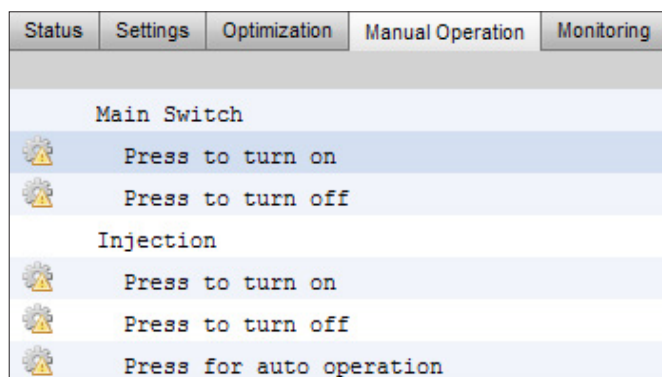 Status Settings Optimization Manual Operation Monitoring
Main Switch
Press to turn on
Press to turn off
Injection
Press to turn on
Press to turn off
Press for auto operation